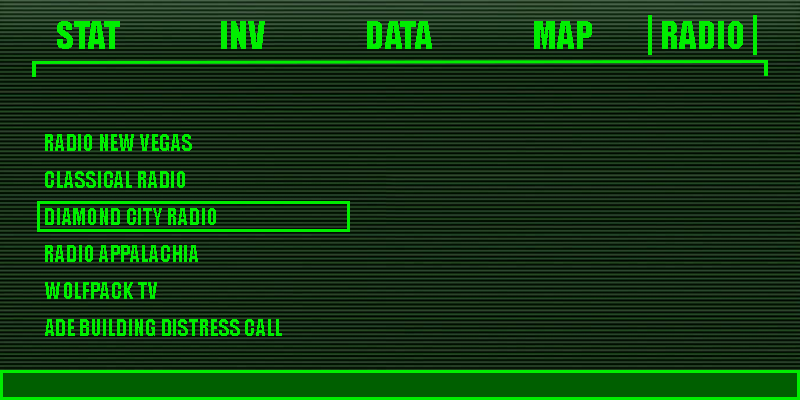 STAT INV DATA MAP RADIO
RADIO NEW VEGAS
CLASSICAL RADIO
DIAMOND CITY RADIO
RADIO APPALACHIA
WOLFPACK TV
ADE BUILDING DISTRESS CALL